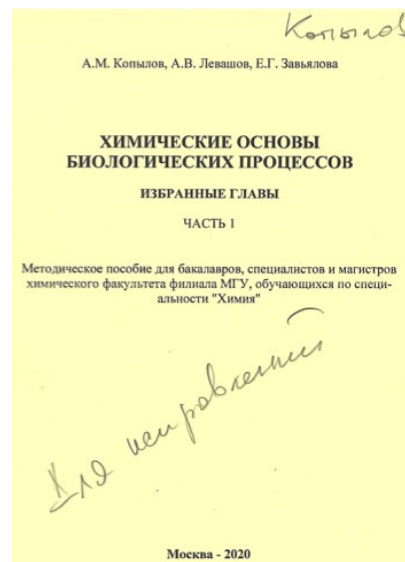 Копылов
А.М. Копылов, А.В. Левашов, Е.Г. Завьялова
ХИМИЧЕСКИЕ ОСНОВЫ
БИОЛОГИЧЕСКИХ ПРОЦЕССОВ
ИЗБРАННЫЕ ГЛАВЫ
ЧАСТЬ 1
Методическое пособие для бакалавров, специалистов и магистров
химического факультета филиала МГУ, обучающихся по специ-
альности "Химия"
Для исправлений
Москва - 2020